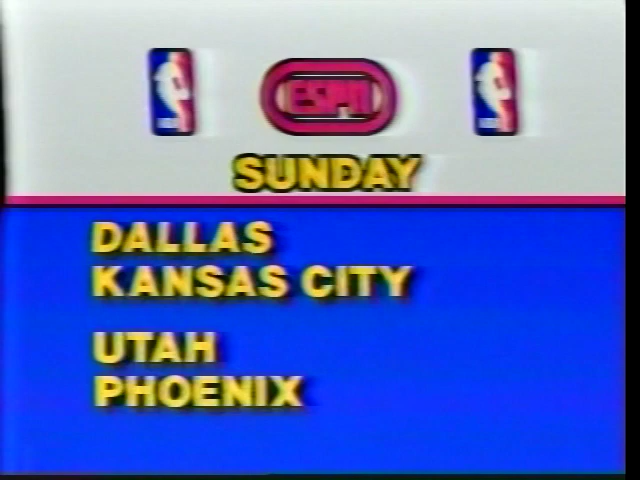 ESPN
SUNDAY
DALLAS
KANSAS CITY
UTAH
PHOENIX